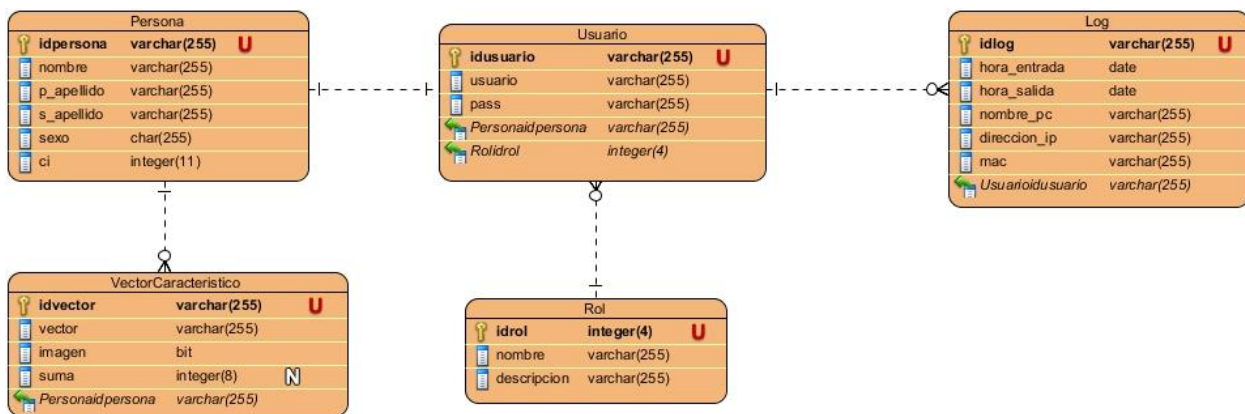 Persona
idpersona varchar(255) U
nombre varchar(255)
p_apellido varchar(255)
s_apellido varchar(255)
sexo char(255)
ci integer(11)
Usuario
idusuario varchar(255) U
usuario varchar(255)
pass varchar(255)
Personaidpersona varchar(255)
Rolidrol integer(4)
Log
idlog varchar(255) U
hora_entrada date
hora_salida date
nombre_pc varchar(255)
direccion_ip varchar(255)
mac varchar(255)
Usuarioidusuario varchar(255)
VectorCaracteristico
idvector varchar(255) U
vector varchar(255)
imagen bit
suma integer(8) N
Personaidpersona varchar(255)
Rol
idrol integer(4) U
nombre varchar(255)
descripcion varchar(255)